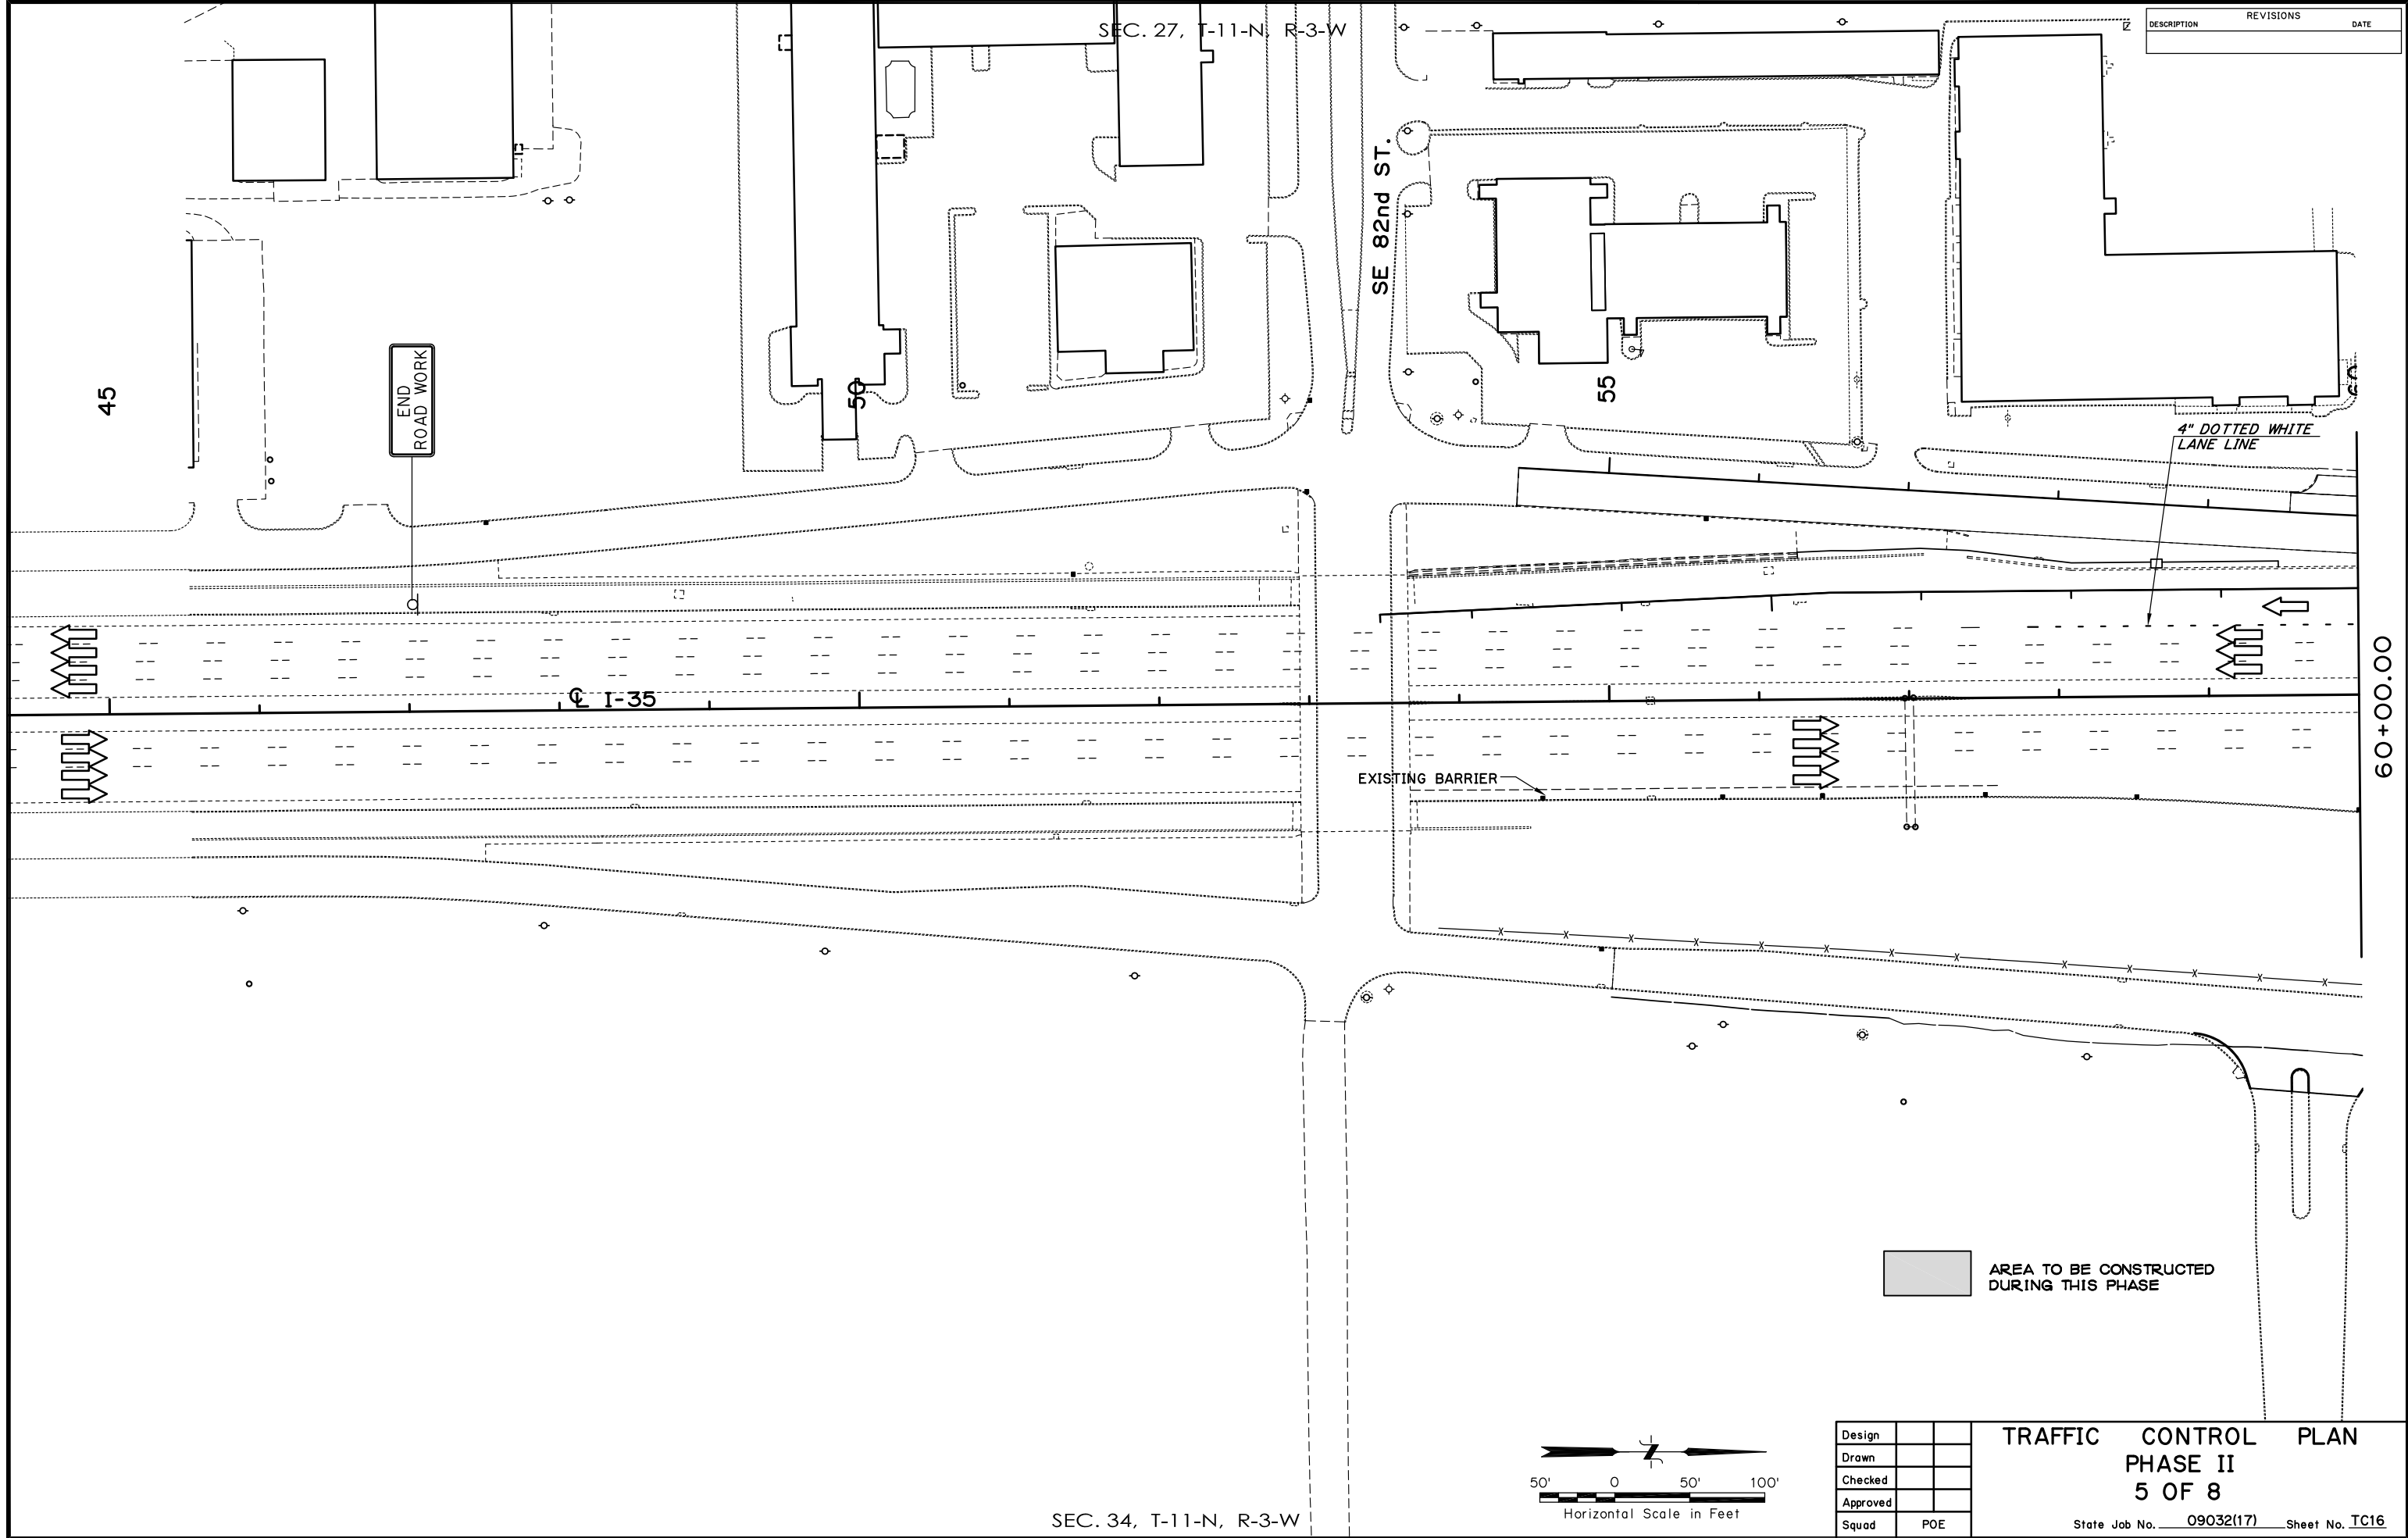 SEC. 27, T-11-N, R-3-W
REVISIONS
DESCRIPTION DATE
SE 82nd ST.
45
END
ROAD WORK
50
55
4" DOTTED WHITE
LANE LINE
℄ I-35
60+00.00
EXISTING BARRIER
AREA TO BE CONSTRUCTED
DURING THIS PHASE
50' 0 50' 100'
Horizontal Scale in Feet
SEC. 34, T-11-N, R-3-W
Design
Drawn
Checked
Approved
Squad POE
TRAFFIC CONTROL PLAN
PHASE II
5 OF 8
State Job No. 09032(17) Sheet No. TC16